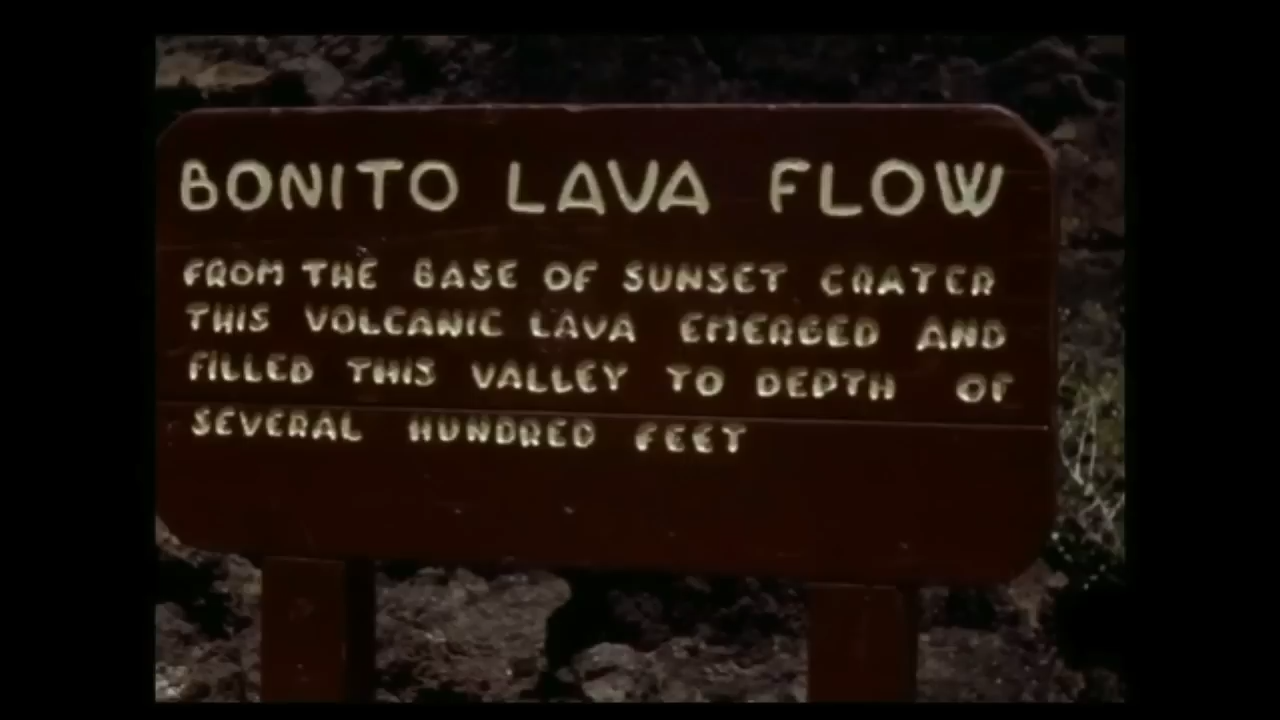 BONITO LAVA FLOW
FROM THE BASE OF SUNSET CRATER
THIS VOLCANIC LAVA EMERGED AND
FILLED THIS VALLEY TO DEPTH OF
SEVERAL HUNDRED FEET